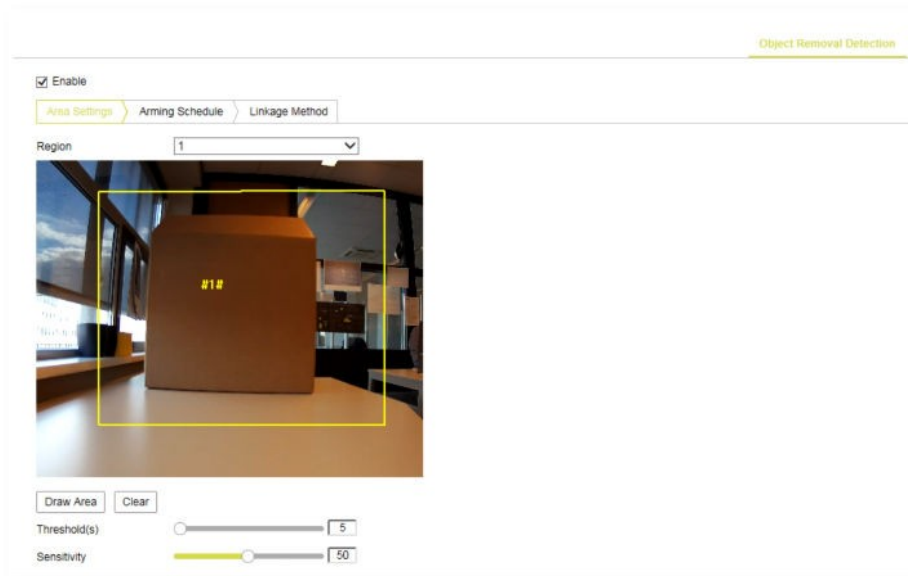 Object Removal Detection
Enable
Area Settings Arming Schedule Linkage Method
Region 1
#1#
Draw Area Clear
Threshold(s) 5
Sensitivity 50